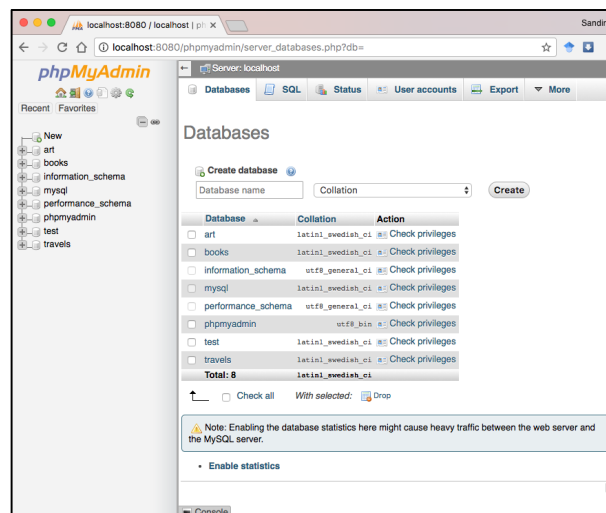 localhost:8080 / localhost | ph
Sandir
localhost:8080/phpmyadmin/server_databases.php?db=
phpMyAdmin
Recent Favorites
New
art
books
information_schema
mysql
performance_schema
phpmyadmin
test
travels
Server: localhost
Databases SQL Status User accounts Export More
Databases
Create database
Database name Collation Create
Database Collation Action
art latin1_swedish_ci Check privileges
books latin1_swedish_ci Check privileges
information_schema utf8_general_ci Check privileges
mysql latin1_swedish_ci Check privileges
performance_schema utf8_general_ci Check privileges
phpmyadmin utf8_bin Check privileges
test latin1_swedish_ci Check privileges
travels latin1_swedish_ci Check privileges
Total: 8 latin1_swedish_ci
Check all With selected: Drop
Note: Enabling the database statistics here might cause heavy traffic between the web server and
the MySQL server.
Enable statistics
Console